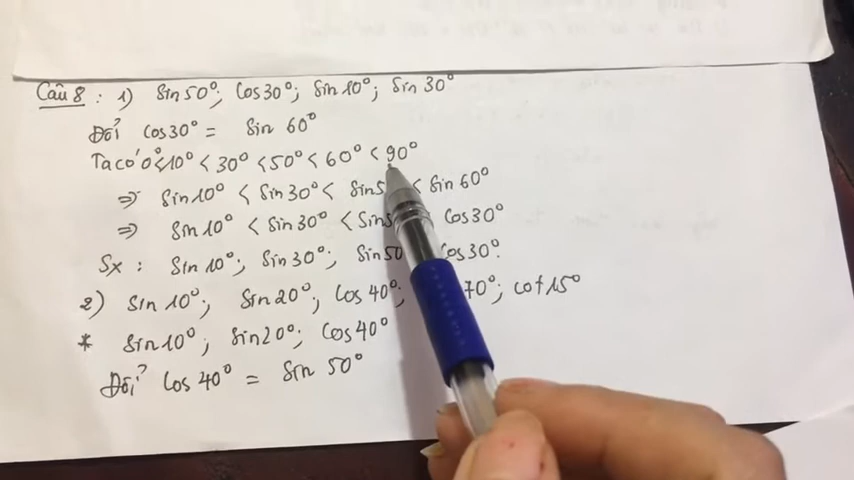 Câu 8 : 1) Sin 50°; Cos 30°; Sin 10°; Sin 30°
Đổi Cos 30° = Sin 60°
Ta có 0° < 10° < 30° < 50° < 60° < 90°
⇒ Sin 10° < Sin 30° < Sin 5 < Sin 60°
⇒ Sin 10° < Sin 30° < Sin 5 Cos 30°
Sx : Sin 10°; Sin 30°; Sin 50 Cos 30°.
2) Sin 10°; Sin 20°; Cos 40°; 70°; cot 15°
* Sin 10°; Sin 20°; Cos 40°
Đổi Cos 40° = Sin 50°